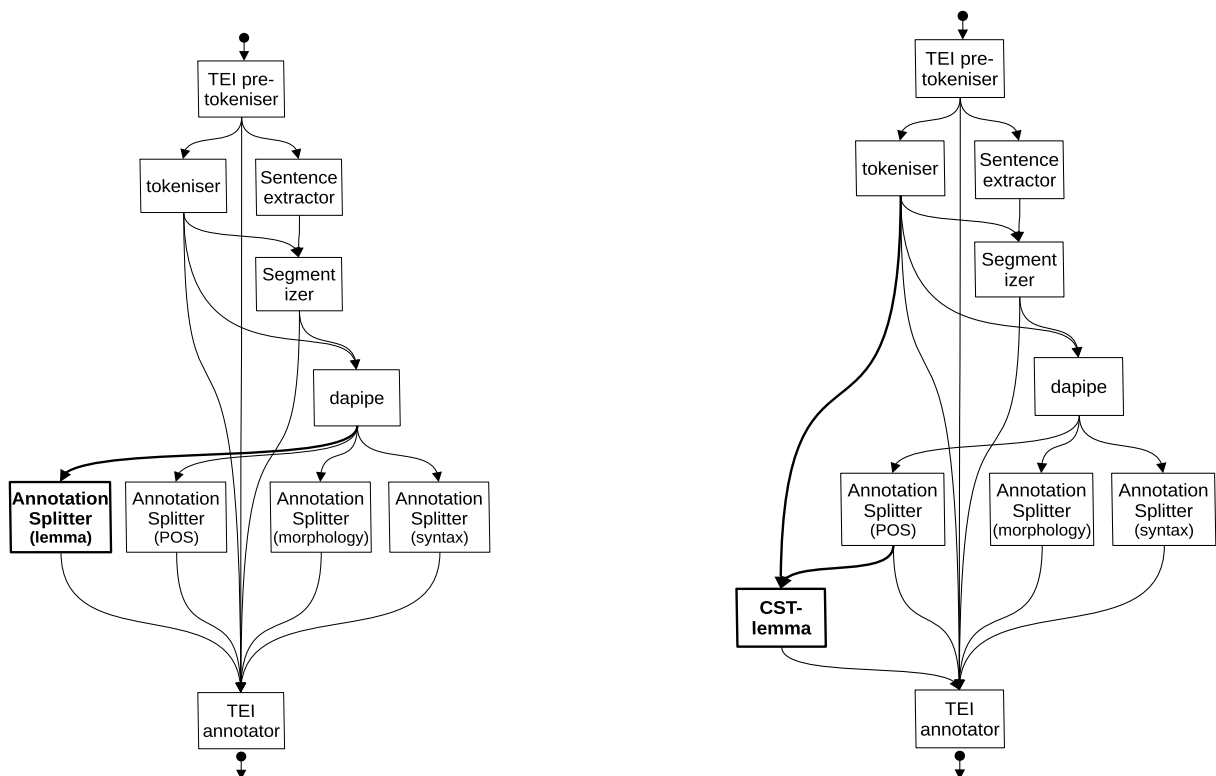 TEI pre-
tokeniser
tokeniser
Sentence
extractor
Segment
izer
dapipe
Annotation
Splitter
(lemma)
Annotation
Splitter
(POS)
Annotation
Splitter
(morphology)
Annotation
Splitter
(syntax)
TEI
annotator
TEI pre-
tokeniser
tokeniser
Sentence
extractor
Segment
izer
dapipe
Annotation
Splitter
(POS)
Annotation
Splitter
(morphology)
Annotation
Splitter
(syntax)
CST-
lemma
TEI
annotator